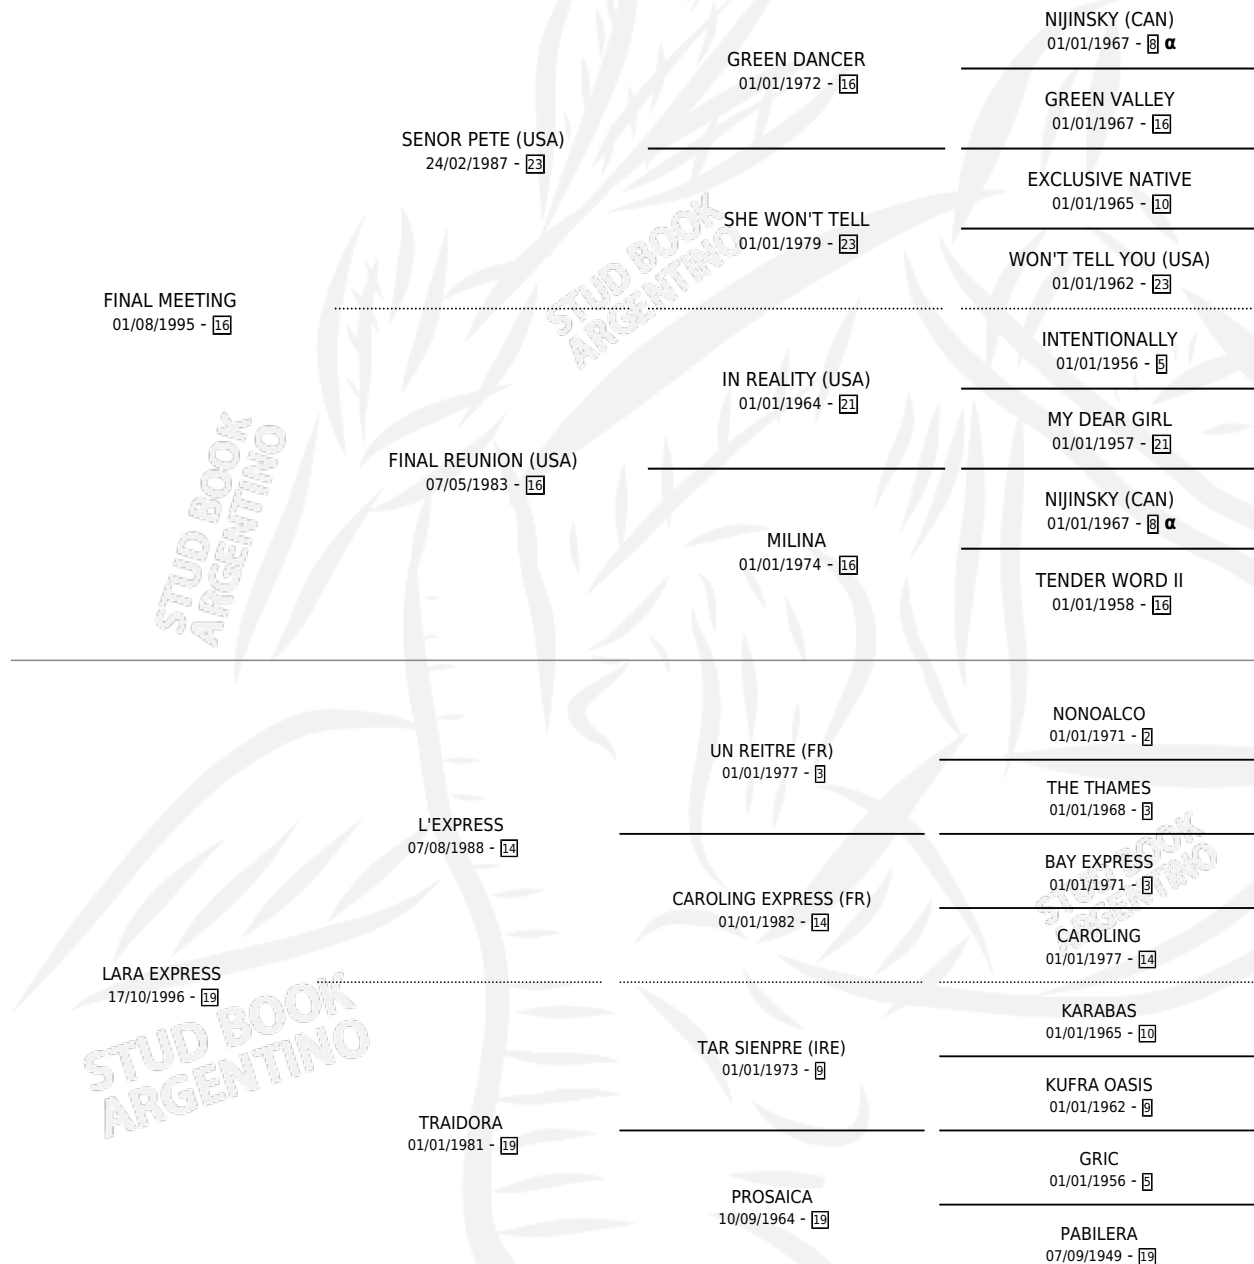 NIJINSKY (CAN)
01/01/1967 - 8 α
GREEN DANCER
01/01/1972 - 16
GREEN VALLEY
01/01/1967 - 16
SENOR PETE (USA)
24/02/1987 - 23
EXCLUSIVE NATIVE
01/01/1965 - 10
SHE WON'T TELL
01/01/1979 - 23
WON'T TELL YOU (USA)
01/01/1962 - 23
FINAL MEETING
01/08/1995 - 16
STUD BOOK
ARGENTINO
INTENTIONALLY
01/01/1956 - 5
IN REALITY (USA)
01/01/1964 - 21
MY DEAR GIRL
01/01/1957 - 21
FINAL REUNION (USA)
07/05/1983 - 16
NIJINSKY (CAN)
01/01/1967 - 8 α
MILINA
01/01/1974 - 16
TENDER WORD II
01/01/1958 - 16
STUD BOOK
ARGENTINO
NONOALCO
01/01/1971 - 2
UN REITRE (FR)
01/01/1977 - 3
THE THAMES
01/01/1968 - 3
L'EXPRESS
07/08/1988 - 14
BAY EXPRESS
01/01/1971 - 3
STUD BOOK
ARGENTINO
CAROLING EXPRESS (FR)
01/01/1982 - 14
CAROLING
01/01/1977 - 14
LARA EXPRESS
17/10/1996 - 19
STUD BOOK
ARGENTINO
KARABAS
01/01/1965 - 10
TAR SIENPRE (IRE)
01/01/1973 - 9
KUFRA OASIS
01/01/1962 - 9
TRAIDORA
01/01/1981 - 19
GRIC
01/01/1956 - 5
PROSAICA
10/09/1964 - 19
PABILERA
07/09/1949 - 19